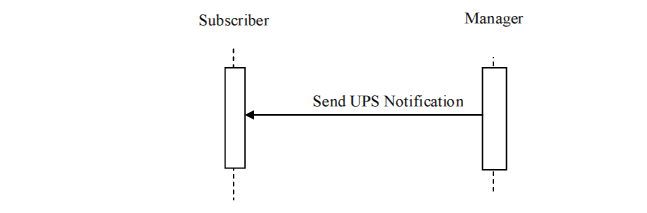 Subscriber
Manager
Send UPS Notification